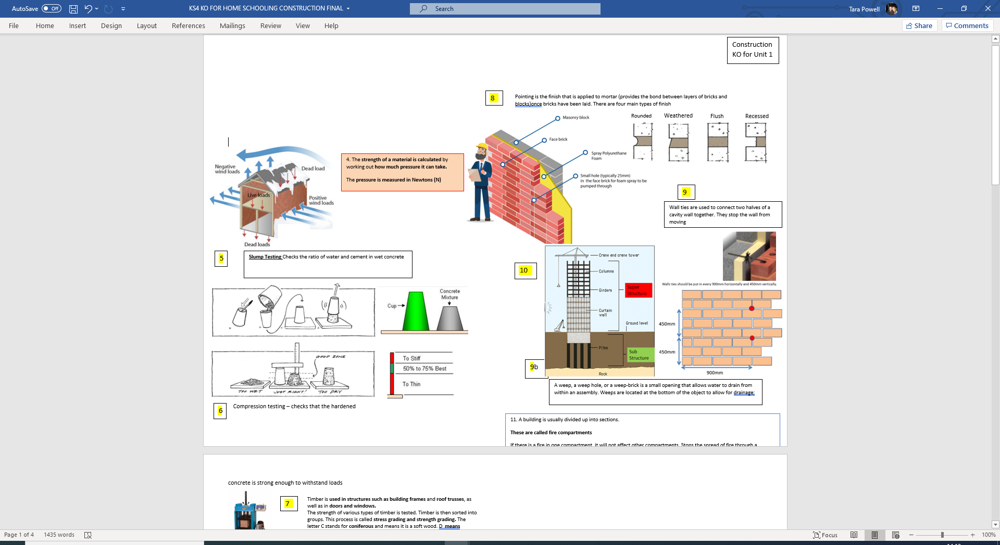 AutoSave Off
KS4 KO FOR HOME SCHOOLING CONSTRUCTION FINAL
Search
Tara Powell
File Home Insert Design Layout References Mailings Review View Help
Share Comments
Construction
KO for Unit 1
8
Pointing is the finish that is applied to mortar (provides the bond between layers of bricks and
blocks)once bricks have been laid. There are four main types of finish
Rounded Weathered Flush Recessed
Masonry block
Face brick
Spray Polyurethane
Foam
Small hole (typically 25mm)
in the face brick for foam spray to be
pumped through
Negative
wind loads
Dead load
Live loads
Positive
wind loads
Dead loads
4. The strength of a material is calculated by
working out how much pressure it can take.
The pressure is measured in Newtons (N)
9
Wall ties are used to connect two halves of a
cavity wall together. They stop the wall from
moving
5
Slump Testing Checks the ratio of water and cement in wet concrete
Cup
Concrete
Mixture
GOOD ZONE
TOO WET JUST RIGHT! TOO DRY
To Stiff
50% to 75% Best
To Thin
6
Compression testing – checks that the hardened
10
Crane and crane tower
Columns
Girders
Super
Structure
Curtain
wall
Ground level
Piles
Sub
Structure
Rock
Walls ties should be put in every 900mm horizontally and 450mm vertically.
450mm
450mm
900mm
9b
A weep, a weep hole, or a weep-brick is a small opening that allows water to drain from
within an assembly. Weeps are located at the bottom of the object to allow for drainage;
11. A building is usually divided up into sections.
These are called fire compartments
If there is a fire in one compartment, it will not affect other compartments. Stops the spread of fire through a
concrete is strong enough to withstand loads
7
Timber is used in structures such as building frames and roof trusses, as
well as in doors and windows.
The strength of various types of timber is tested. Timber is then sorted into
groups. This process is called stress grading and strength grading. The
letter C stands for coniferous and means it is a soft wood. D means
Page 1 of 4 1435 words
Focus
100%